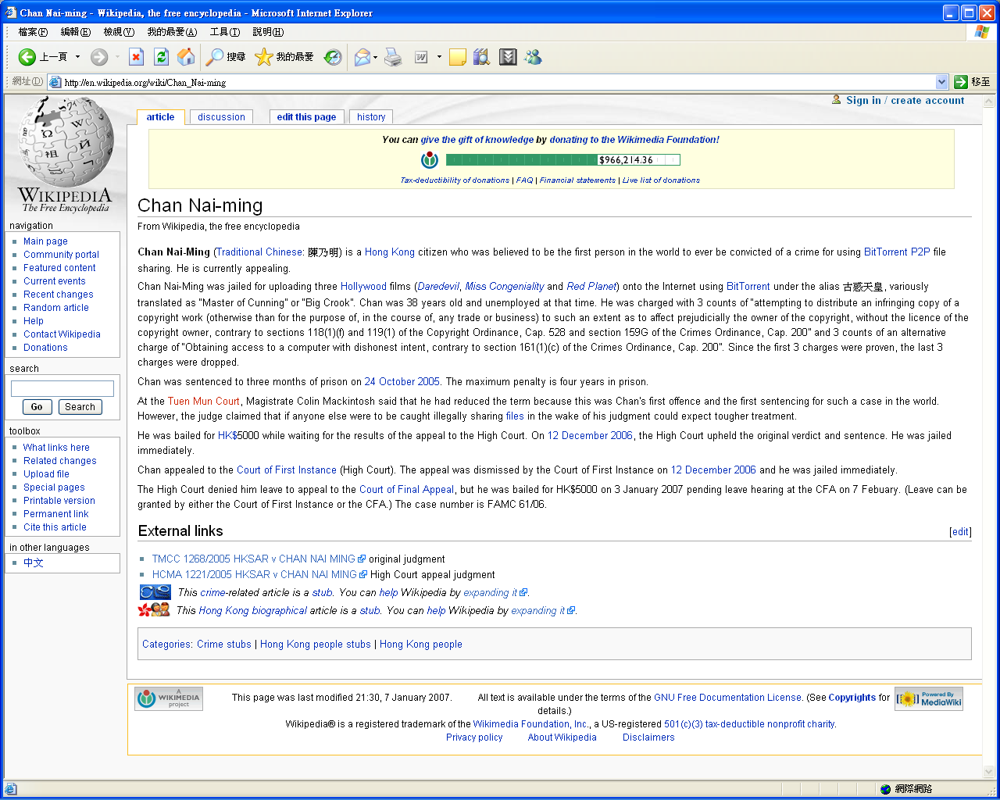 Chan Nai-ming - Wikipedia, the free encyclopedia - Microsoft Internet Explorer
檔案(F) 編輯(E) 檢視(V) 我的最愛(A) 工具(T) 說明(H)
上一頁 搜尋 我的最愛
網址(D) http://en.wikipedia.org/wiki/Chan_Nai-ming 移至
Sign in / create account
article discussion edit this page history
You can give the gift of knowledge by donating to the Wikimedia Foundation!
$966,214.36
Tax-deductibility of donations | FAQ | Financial statements | Live list of donations
WIKIPEDIA
The Free Encyclopedia
navigation
Main page
Community portal
Featured content
Current events
Recent changes
Random article
Help
Contact Wikipedia
Donations
search
Go Search
toolbox
What links here
Related changes
Upload file
Special pages
Printable version
Permanent link
Cite this article
in other languages
中文
Chan Nai-ming
From Wikipedia, the free encyclopedia
Chan Nai-Ming (Traditional Chinese: 陳乃明) is a Hong Kong citizen who was believed to be the first person in the world to ever be convicted of a crime for using BitTorrent P2P file
sharing. He is currently appealing.
Chan Nai-Ming was jailed for uploading three Hollywood films (Daredevil, Miss Congeniality and Red Planet) onto the Internet using BitTorrent under the alias 古惑天皇, variously
translated as "Master of Cunning" or "Big Crook". Chan was 38 years old and unemployed at that time. He was charged with 3 counts of "attempting to distribute an infringing copy of a
copyright work (otherwise than for the purpose of, in the course of, any trade or business) to such an extent as to affect prejudicially the owner of the copyright, without the licence of the
copyright owner, contrary to sections 118(1)(f) and 119(1) of the Copyright Ordinance, Cap. 528 and section 159G of the Crimes Ordinance, Cap. 200" and 3 counts of an alternative
charge of "Obtaining access to a computer with dishonest intent, contrary to section 161(1)(c) of the Crimes Ordinance, Cap. 200". Since the first 3 charges were proven, the last 3
charges were dropped.
Chan was sentenced to three months of prison on 24 October 2005. The maximum penalty is four years in prison.
At the Tuen Mun Court, Magistrate Colin Mackintosh said that he had reduced the term because this was Chan's first offence and the first sentencing for such a case in the world.
However, the judge claimed that if anyone else were to be caught illegally sharing files in the wake of his judgment could expect tougher treatment.
He was bailed for HK$5000 while waiting for the results of the appeal to the High Court. On 12 December 2006, the High Court upheld the original verdict and sentence. He was jailed
immediately.
Chan appealed to the Court of First Instance (High Court). The appeal was dismissed by the Court of First Instance on 12 December 2006 and he was jailed immediately.
The High Court denied him leave to appeal to the Court of Final Appeal, but he was bailed for HK$5000 on 3 January 2007 pending leave hearing at the CFA on 7 Febuary. (Leave can be
granted by either the Court of First Instance or the CFA.) The case number is FAMC 61/06.
External links [edit]
TMCC 1268/2005 HKSAR v CHAN NAI MING original judgment
HCMA 1221/2005 HKSAR v CHAN NAI MING High Court appeal judgment
This crime-related article is a stub. You can help Wikipedia by expanding it.
This Hong Kong biographical article is a stub. You can help Wikipedia by expanding it.
Categories: Crime stubs | Hong Kong people stubs | Hong Kong people
A WIKIMEDIA project
This page was last modified 21:30, 7 January 2007. All text is available under the terms of the GNU Free Documentation License. (See Copyrights for
details.)
Powered By MediaWiki
Wikipedia® is a registered trademark of the Wikimedia Foundation, Inc., a US-registered 501(c)(3) tax-deductible nonprofit charity.
Privacy policy About Wikipedia Disclaimers
網際網路